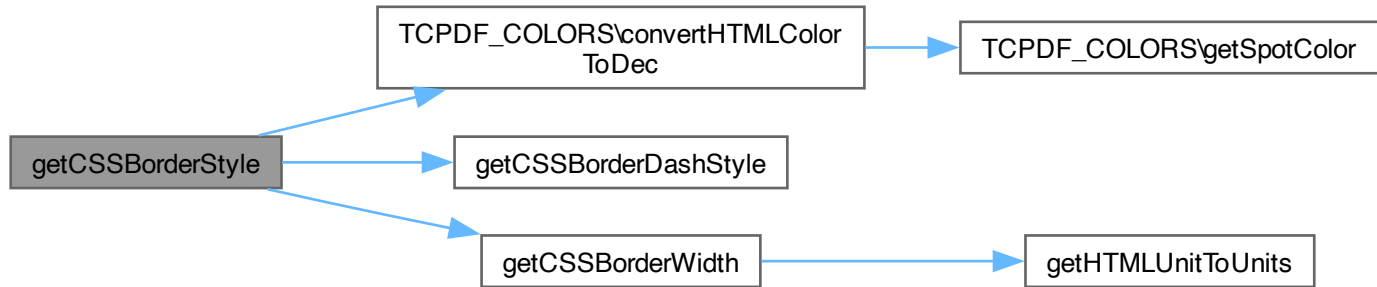 TCPDF_COLORS\convertHTMLColor
ToDec
TCPDF_COLORS\getSpotColor
getCSSBorderStyle
getCSSBorderDashStyle
getCSSBorderWidth
getHTMLUnitToUnits